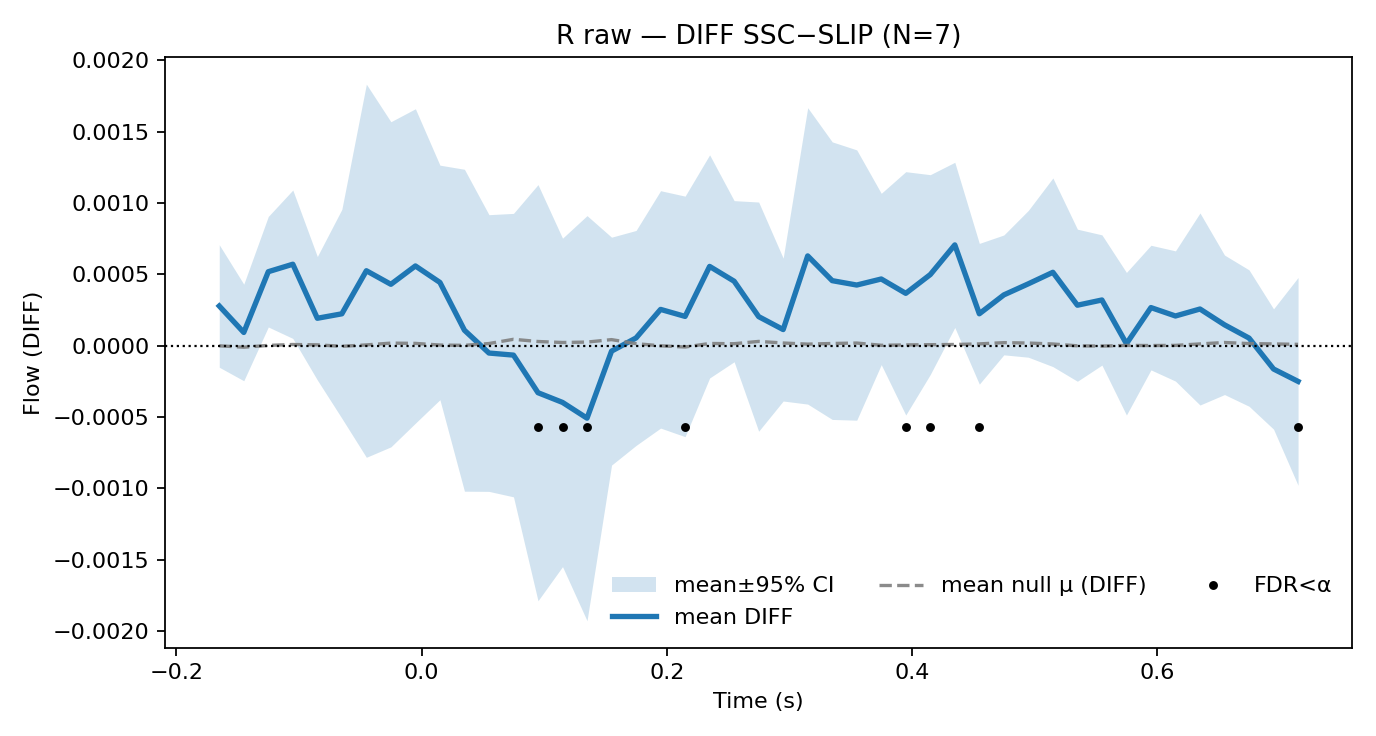 R raw — DIFF SSC−SLIP (N=7)
Flow (DIFF)
0.0020
0.0015
0.0010
0.0005
0.0000
−0.0005
−0.0010
−0.0015
−0.0020
mean±95% CI
mean DIFF
mean null μ (DIFF)
FDR<α
−0.2
0.0
0.2
0.4
0.6
Time (s)